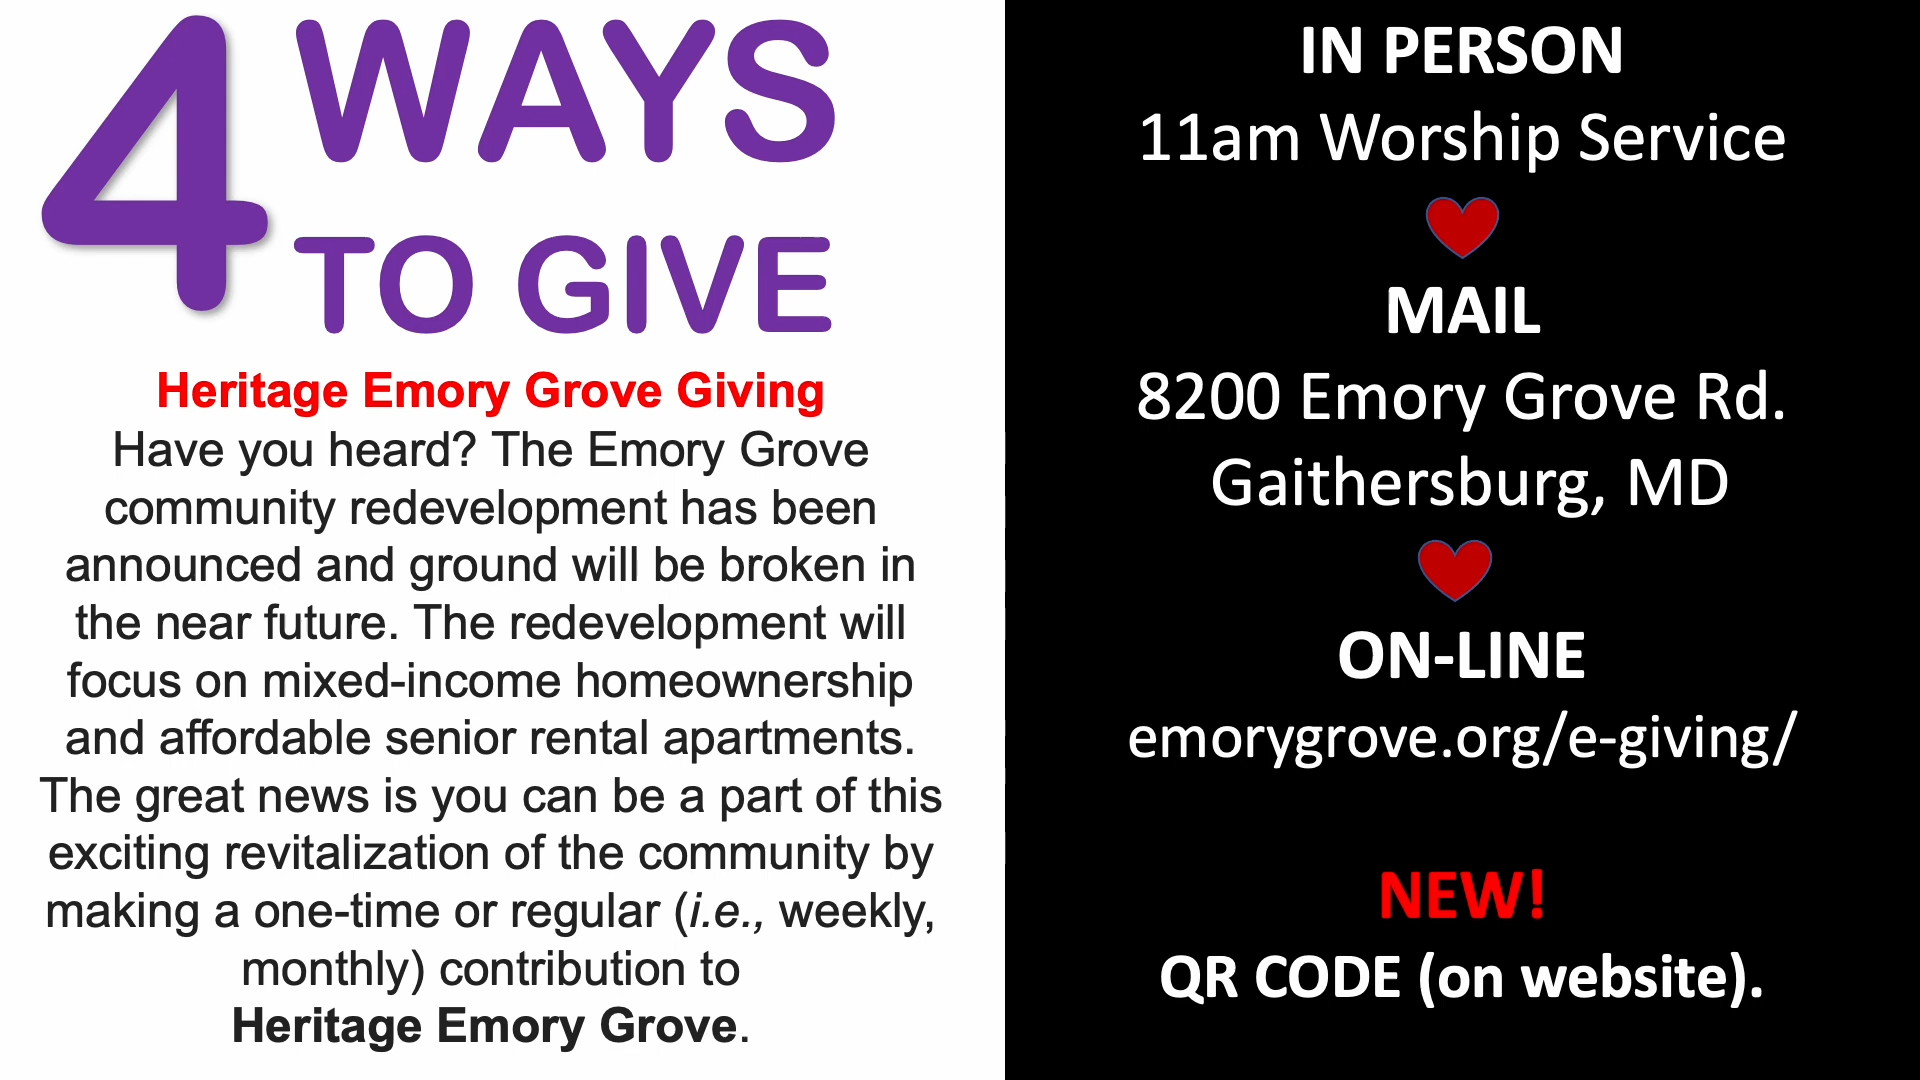 4 WAYS
TO GIVE
Heritage Emory Grove Giving
Have you heard? The Emory Grove
community redevelopment has been
announced and ground will be broken in
the near future. The redevelopment will
focus on mixed-income homeownership
and affordable senior rental apartments.
The great news is you can be a part of this
exciting revitalization of the community by
making a one-time or regular (i.e., weekly,
monthly) contribution to
Heritage Emory Grove.
IN PERSON
11am Worship Service
MAIL
8200 Emory Grove Rd.
Gaithersburg, MD
ON-LINE
emorygrove.org/e-giving/
NEW!
QR CODE (on website).